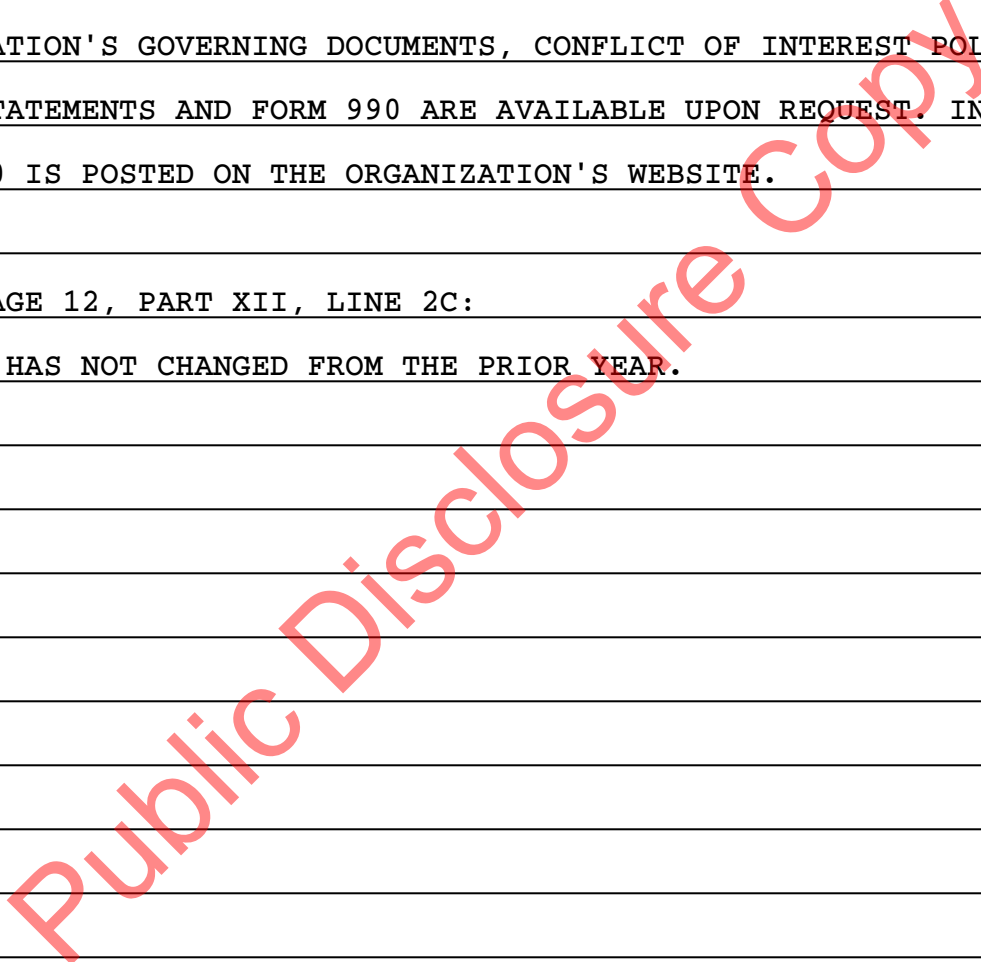 ATION'S GOVERNING DOCUMENTS, CONFLICT OF INTEREST POL
TATEMENTS AND FORM 990 ARE AVAILABLE UPON REQUEST. IN
0 IS POSTED ON THE ORGANIZATION'S WEBSITE.
AGE 12, PART XII, LINE 2C:
HAS NOT CHANGED FROM THE PRIOR YEAR.
Public Disclosure Copy